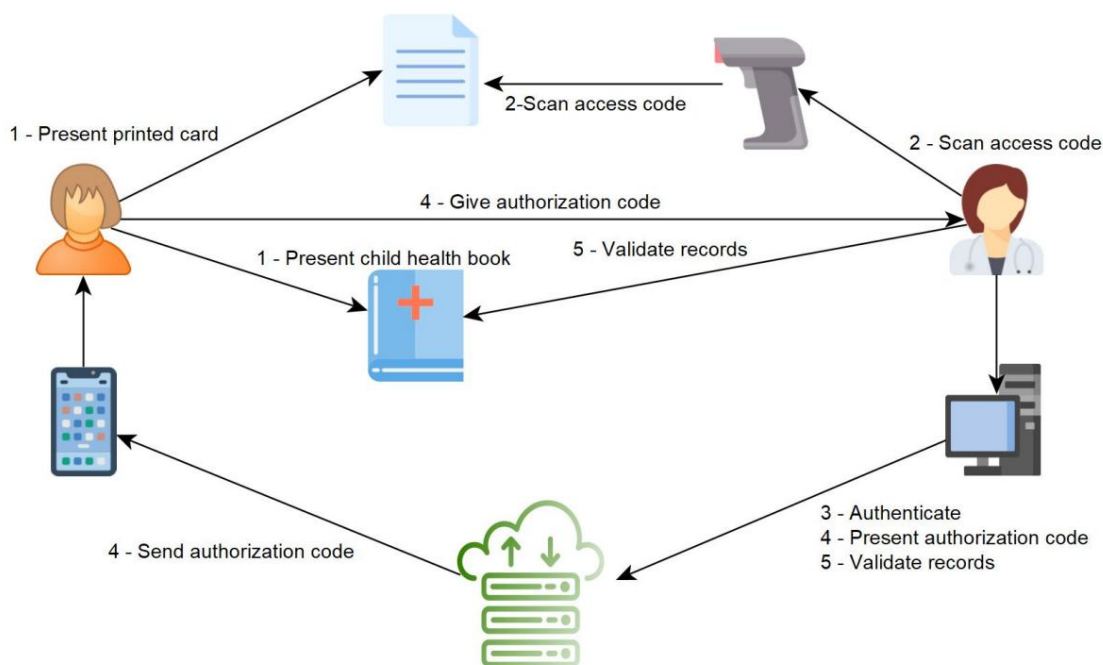 2-Scan access code
1 - Present printed card
2 - Scan access code
4 - Give authorization code
5 - Validate records
1 - Present child health book
3 - Authenticate
4 - Present authorization code
4 - Send authorization code
5 - Validate records